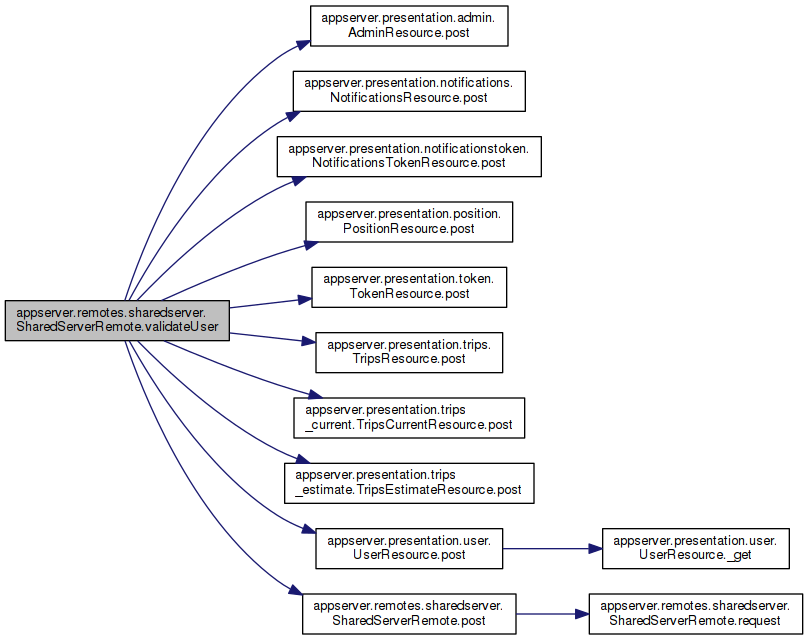 appserver.presentation.admin.
AdminResource.post
appserver.presentation.notifications.
NotificationsResource.post
appserver.presentation.notificationstoken.
NotificationsTokenResource.post
appserver.presentation.position.
PositionResource.post
appserver.presentation.token.
TokenResource.post
appserver.remotes.sharedserver.
SharedServerRemote.validateUser
appserver.presentation.trips.
TripsResource.post
appserver.presentation.trips
_current.TripsCurrentResource.post
appserver.presentation.trips
_estimate.TripsEstimateResource.post
appserver.presentation.user.
UserResource.post
appserver.presentation.user.
UserResource._get
appserver.remotes.sharedserver.
SharedServerRemote.post
appserver.remotes.sharedserver.
SharedServerRemote.request